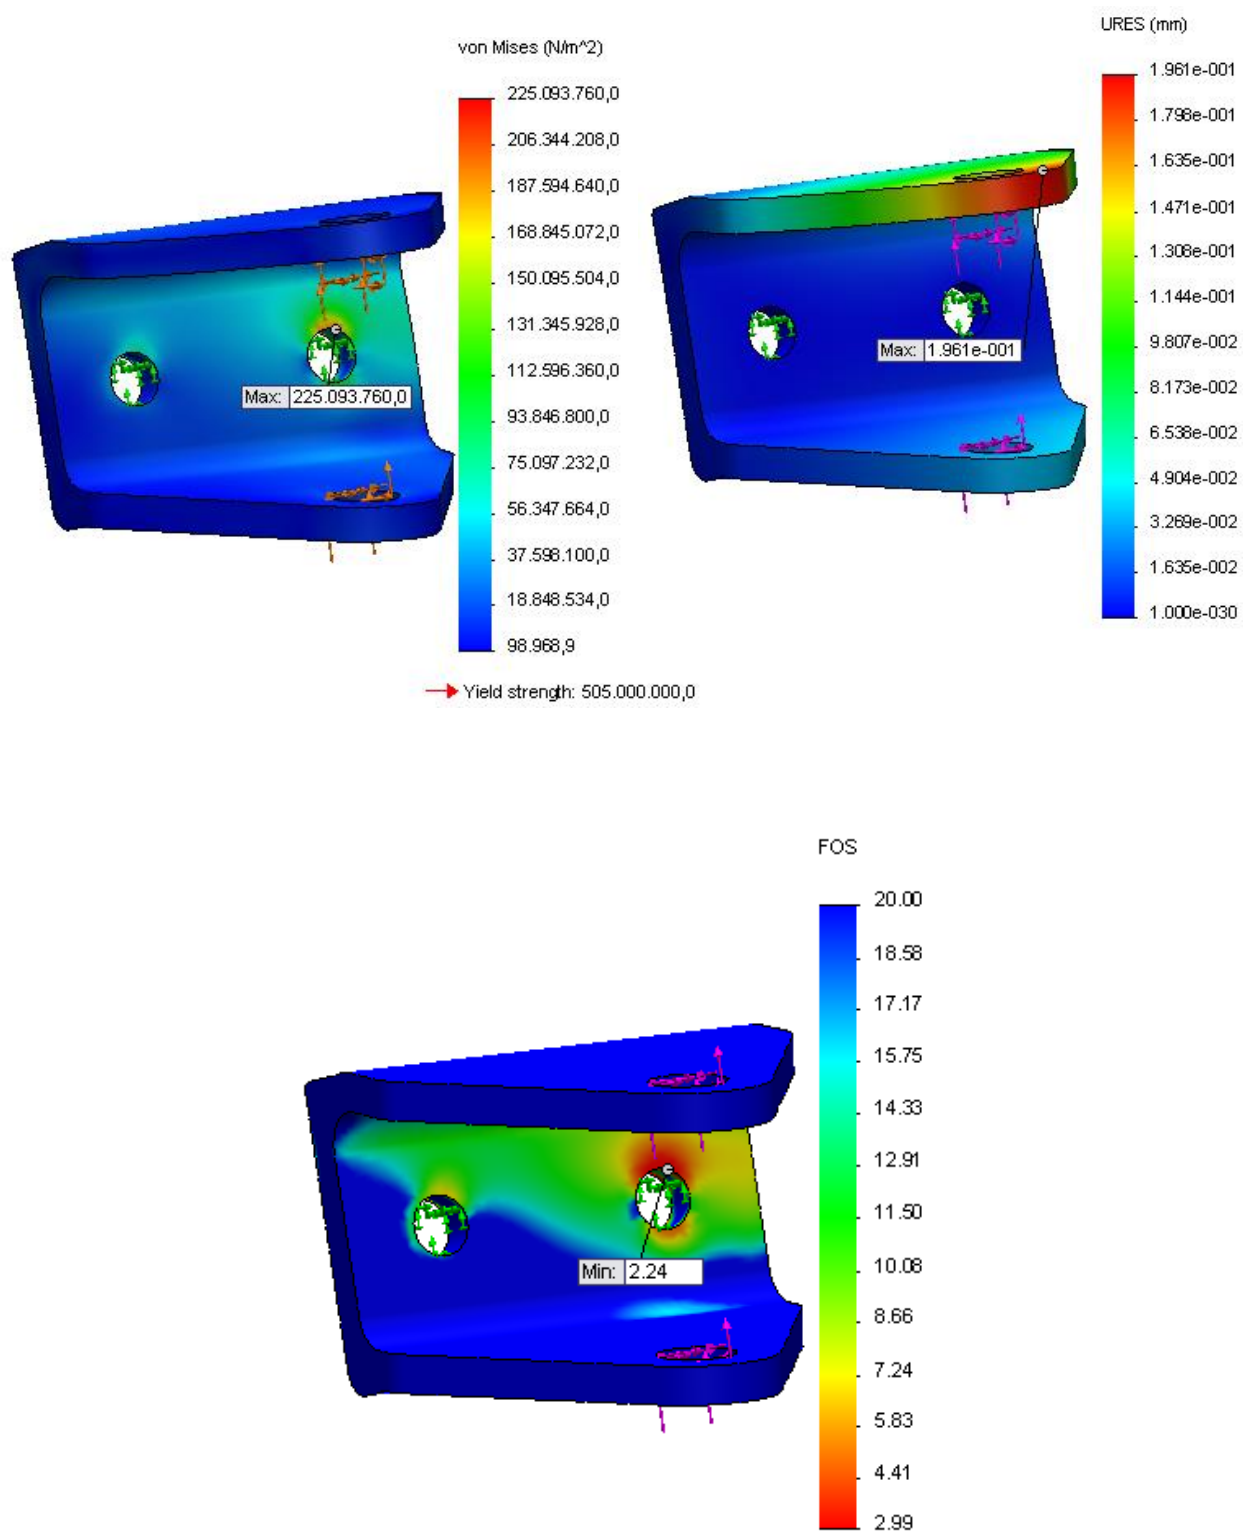 von Mises (N/m^2)
225.093.760,0
206.344.208,0
187.594.640,0
168.845.072,0
150.095.504,0
131.345.928,0
112.596.360,0
93.846.800,0
75.097.232,0
56.347.664,0
37.598.100,0
18.848.534,0
98.968,9
Yield strength: 505.000.000,0
Max: 225.093.760,0
URES (mm)
1.961e-001
1.798e-001
1.635e-001
1.471e-001
1.308e-001
1.144e-001
9.807e-002
8.173e-002
6.538e-002
4.904e-002
3.269e-002
1.635e-002
1.000e-030
Max: 1.961e-001
FOS
20.00
18.58
17.17
15.75
14.33
12.91
11.50
10.08
8.66
7.24
5.83
4.41
2.99
Min: 2.24